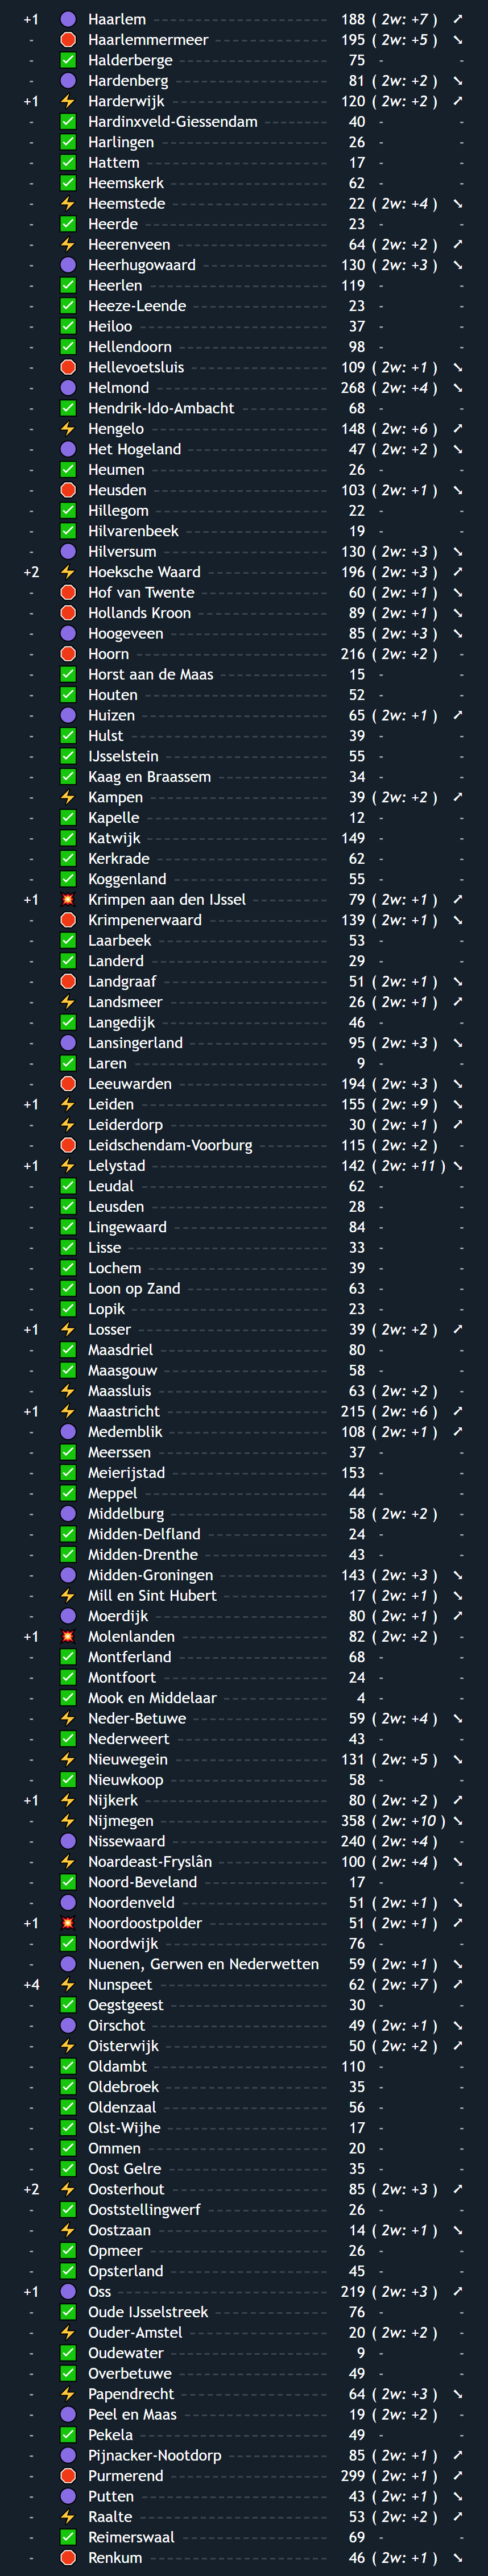 +1 Haarlem 188 ( 2w: +7 ) ➚
- Haarlemmermeer 195 ( 2w: +5 ) ➘
- Halderberge 75 - -
- Hardenberg 81 ( 2w: +2 ) ➘
+1 Harderwijk 120 ( 2w: +2 ) ➚
- Hardinxveld-Giessendam 40 - -
- Harlingen 26 - -
- Hattem 17 - -
- Heemskerk 62 - -
- Heemstede 22 ( 2w: +4 ) ➘
- Heerde 23 - -
- Heerenveen 64 ( 2w: +2 ) ➚
- Heerhugowaard 130 ( 2w: +3 ) ➘
- Heerlen 119 - -
- Heeze-Leende 23 - -
- Heiloo 37 - -
- Hellendoorn 98 - -
- Hellevoetsluis 109 ( 2w: +1 ) ➘
- Helmond 268 ( 2w: +4 ) ➘
- Hendrik-Ido-Ambacht 68 - -
- Hengelo 148 ( 2w: +6 ) ➚
- Het Hogeland 47 ( 2w: +2 ) ➘
- Heumen 26 - -
- Heusden 103 ( 2w: +1 ) ➘
- Hillegom 22 - -
- Hilvarenbeek 19 - -
- Hilversum 130 ( 2w: +3 ) ➘
+2 Hoeksche Waard 196 ( 2w: +3 ) ➚
- Hof van Twente 60 ( 2w: +1 ) ➘
- Hollands Kroon 89 ( 2w: +1 ) ➘
- Hoogeveen 85 ( 2w: +3 ) ➘
- Hoorn 216 ( 2w: +2 ) -
- Horst aan de Maas 15 - -
- Houten 52 - -
- Huizen 65 ( 2w: +1 ) ➚
- Hulst 39 - -
- IJsselstein 55 - -
- Kaag en Braassem 34 - -
- Kampen 39 ( 2w: +2 ) ➚
- Kapelle 12 - -
- Katwijk 149 - -
- Kerkrade 62 - -
- Koggenland 55 - -
+1 Krimpen aan den IJssel 79 ( 2w: +1 ) ➚
- Krimpenerwaard 139 ( 2w: +1 ) ➘
- Laarbeek 53 - -
- Landerd 29 - -
- Landgraaf 51 ( 2w: +1 ) ➘
- Landsmeer 26 ( 2w: +1 ) ➚
- Langedijk 46 - -
- Lansingerland 95 ( 2w: +3 ) ➘
- Laren 9 - -
- Leeuwarden 194 ( 2w: +3 ) ➘
+1 Leiden 155 ( 2w: +9 ) ➘
- Leiderdorp 30 ( 2w: +1 ) ➚
- Leidschendam-Voorburg 115 ( 2w: +2 ) -
+1 Lelystad 142 ( 2w: +11 ) ➘
- Leudal 62 - -
- Leusden 28 - -
- Lingewaard 84 - -
- Lisse 33 - -
- Lochem 39 - -
- Loon op Zand 63 - -
- Lopik 23 - -
+1 Losser 39 ( 2w: +2 ) ➚
- Maasdriel 80 - -
- Maasgouw 58 - -
- Maassluis 63 ( 2w: +2 ) -
+1 Maastricht 215 ( 2w: +6 ) ➚
- Medemblik 108 ( 2w: +1 ) ➚
- Meerssen 37 - -
- Meierijstad 153 - -
- Meppel 44 - -
- Middelburg 58 ( 2w: +2 ) -
- Midden-Delfland 24 - -
- Midden-Drenthe 43 - -
- Midden-Groningen 143 ( 2w: +3 ) ➘
- Mill en Sint Hubert 17 ( 2w: +1 ) ➘
- Moerdijk 80 ( 2w: +1 ) ➚
+1 Molenlanden 82 ( 2w: +2 ) -
- Montferland 68 - -
- Montfoort 24 - -
- Mook en Middelaar 4 - -
- Neder-Betuwe 59 ( 2w: +4 ) ➘
- Nederweert 43 - -
- Nieuwegein 131 ( 2w: +5 ) ➘
- Nieuwkoop 58 - -
+1 Nijkerk 80 ( 2w: +2 ) ➚
- Nijmegen 358 ( 2w: +10 ) ➘
- Nissewaard 240 ( 2w: +4 ) -
- Noardeast-Fryslân 100 ( 2w: +4 ) ➘
- Noord-Beveland 17 - -
- Noordenveld 51 ( 2w: +1 ) ➘
+1 Noordoostpolder 51 ( 2w: +1 ) ➚
- Noordwijk 76 - -
- Nuenen, Gerwen en Nederwetten 59 ( 2w: +1 ) ➘
+4 Nunspeet 62 ( 2w: +7 ) ➚
- Oegstgeest 30 - -
- Oirschot 49 ( 2w: +1 ) ➘
- Oisterwijk 50 ( 2w: +2 ) ➚
- Oldambt 110 - -
- Oldebroek 35 - -
- Oldenzaal 56 - -
- Olst-Wijhe 17 - -
- Ommen 20 - -
- Oost Gelre 35 - -
+2 Oosterhout 85 ( 2w: +3 ) ➚
- Ooststellingwerf 26 - -
- Oostzaan 14 ( 2w: +1 ) ➘
- Opmeer 26 - -
- Opsterland 45 - -
+1 Oss 219 ( 2w: +3 ) ➚
- Oude IJsselstreek 76 - -
- Ouder-Amstel 20 ( 2w: +2 ) -
- Oudewater 9 - -
- Overbetuwe 49 - -
- Papendrecht 64 ( 2w: +3 ) ➘
- Peel en Maas 19 ( 2w: +2 ) -
- Pekela 49 - -
- Pijnacker-Nootdorp 85 ( 2w: +1 ) ➚
- Purmerend 299 ( 2w: +1 ) ➚
- Putten 43 ( 2w: +1 ) ➘
- Raalte 53 ( 2w: +2 ) ➚
- Reimerswaal 69 - -
- Renkum 46 ( 2w: +1 ) ➘